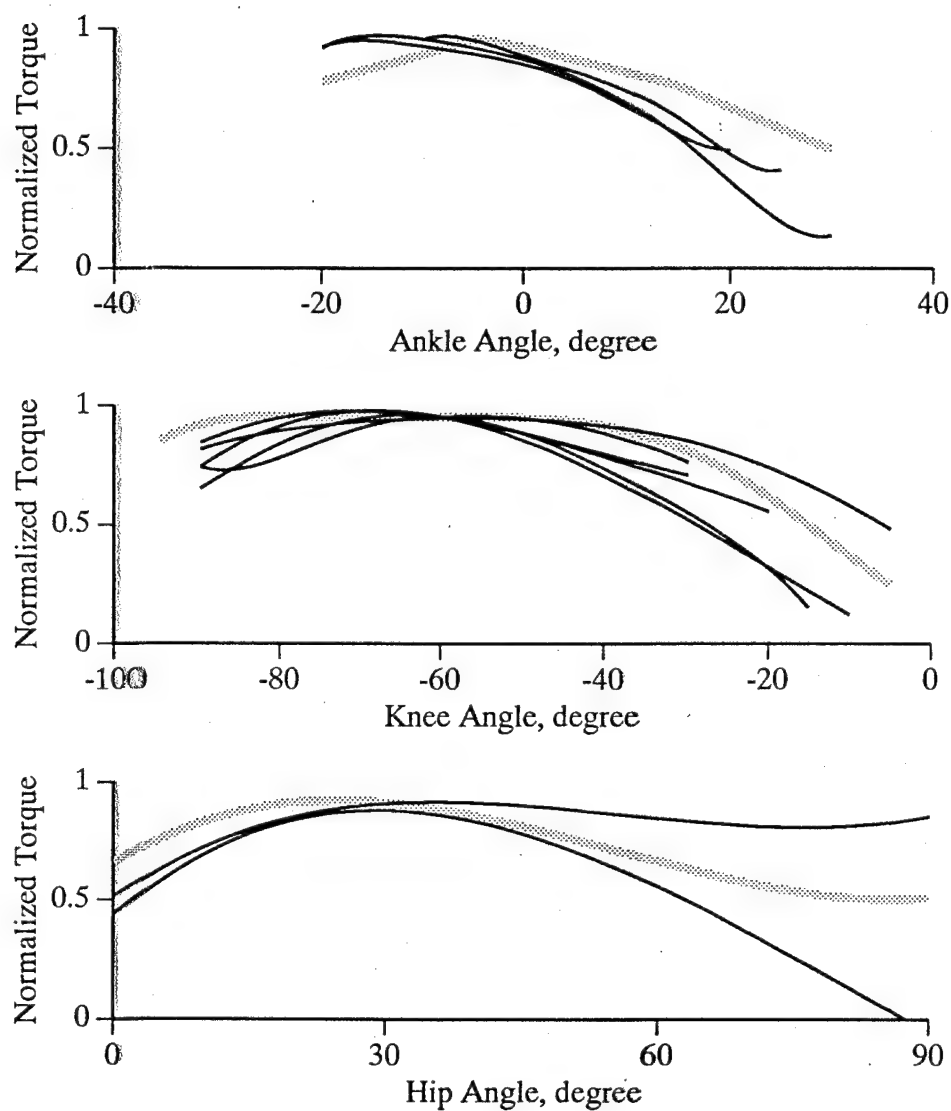 Normalized Torque
1
0.5
0
-40 -20 0 20 40
Ankle Angle, degree
Normalized Torque
1
0.5
0
-100 -80 -60 -40 -20 0
Knee Angle, degree
Normalized Torque
1
0.5
0
0 30 60 90
Hip Angle, degree